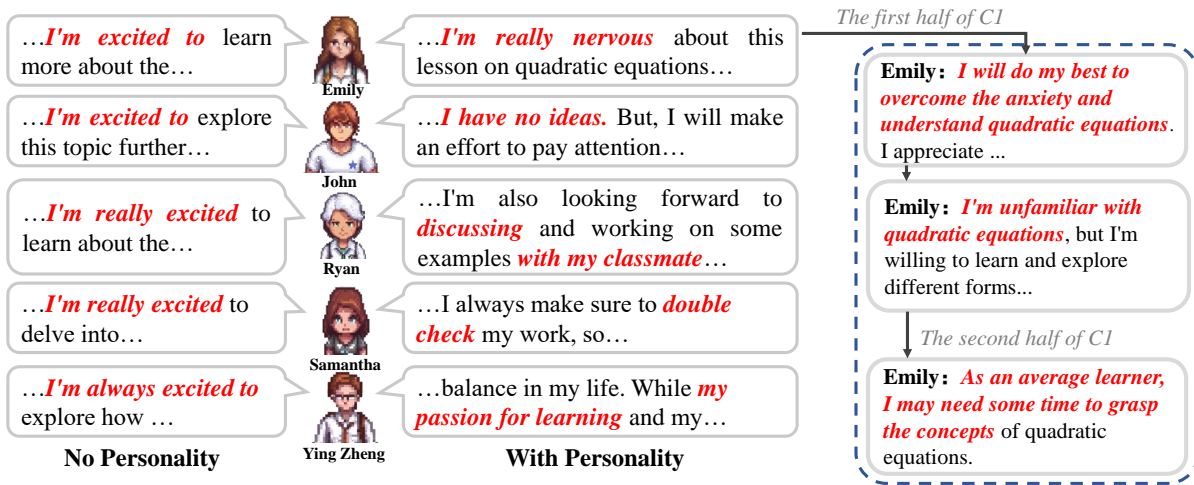 …I'm excited to learn
more about the…
Emily
…I'm really nervous about this
lesson on quadratic equations…
…I'm excited to explore
this topic further…
John
…I have no ideas. But, I will make
an effort to pay attention…
…I'm really excited to
learn about the…
Ryan
…I'm also looking forward to
discussing and working on some
examples with my classmate…
…I'm really excited to
delve into…
Samantha
…I always make sure to double
check my work, so…
…I'm always excited to
explore how …
Ying Zheng
…balance in my life. While my
passion for learning and my…
No Personality
With Personality
The first half of C1
Emily: I will do my best to
overcome the anxiety and
understand quadratic equations.
I appreciate ...
Emily: I'm unfamiliar with
quadratic equations, but I'm
willing to learn and explore
different forms...
The second half of C1
Emily: As an average learner,
I may need some time to grasp
the concepts of quadratic
equations.